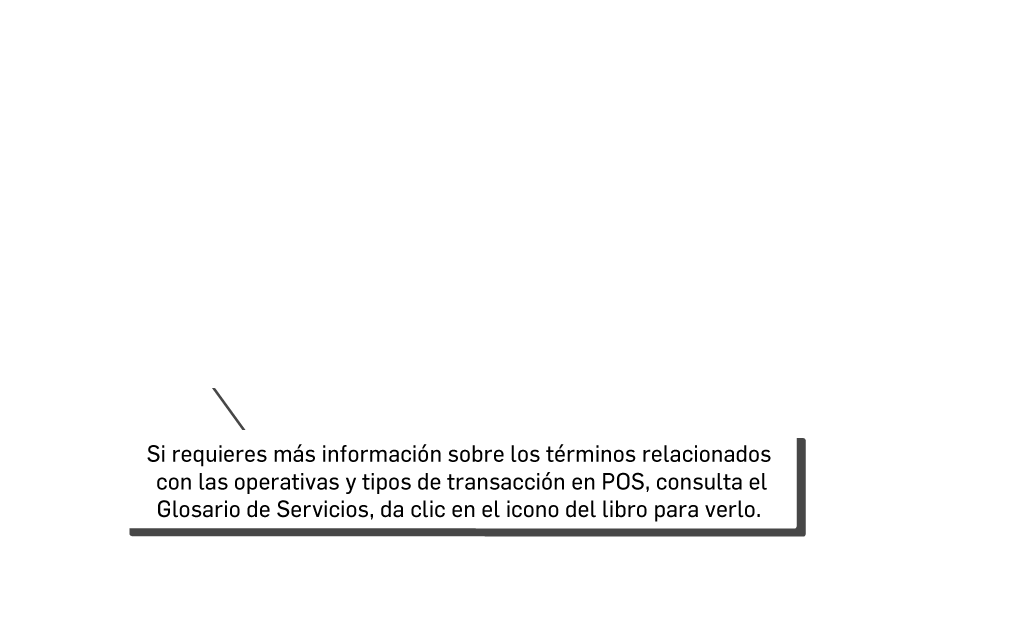 Si requieres más información sobre los términos relacionados
con las operativas y tipos de transacción en POS, consulta el
Glosario de Servicios, da clic en el icono del libro para verlo.